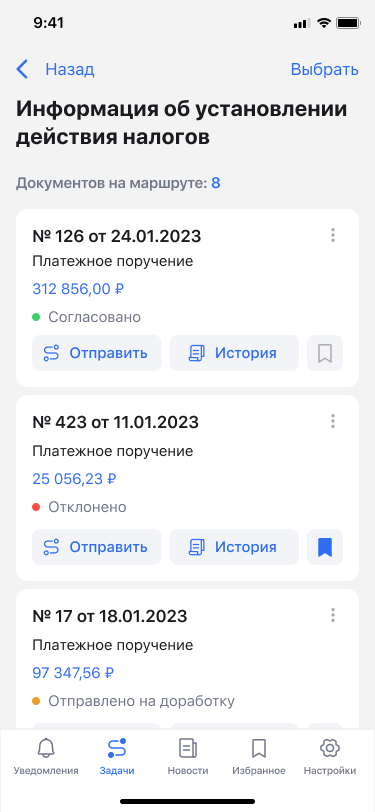 9:41
Назад
Выбрать
Информация об установлении
действия налогов
Документов на маршруте: 8
№ 126 от 24.01.2023
Платежное поручение
312 856,00 ₽
Согласовано
Отправить
История
№ 423 от 11.01.2023
Платежное поручение
25 056,23 ₽
Отклонено
Отправить
История
№ 17 от 18.01.2023
Платежное поручение
97 347,56 ₽
Отправлено на доработку
Уведомления
Задачи
Новости
Избранное
Настройки